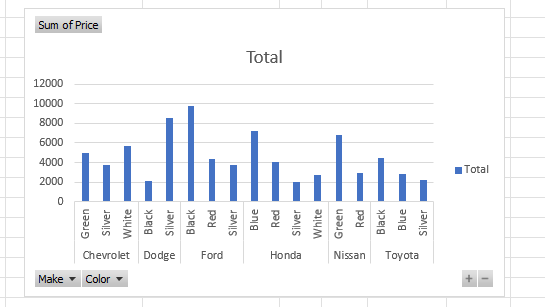 Sum of Price
Total
12000
10000
8000
6000
4000
2000
0
Green Silver White Black Silver Black Red Silver Blue Red Silver White Green Red Black Blue Silver
Chevrolet Dodge Ford Honda Nissan Toyota
Total
Make Color
+ −